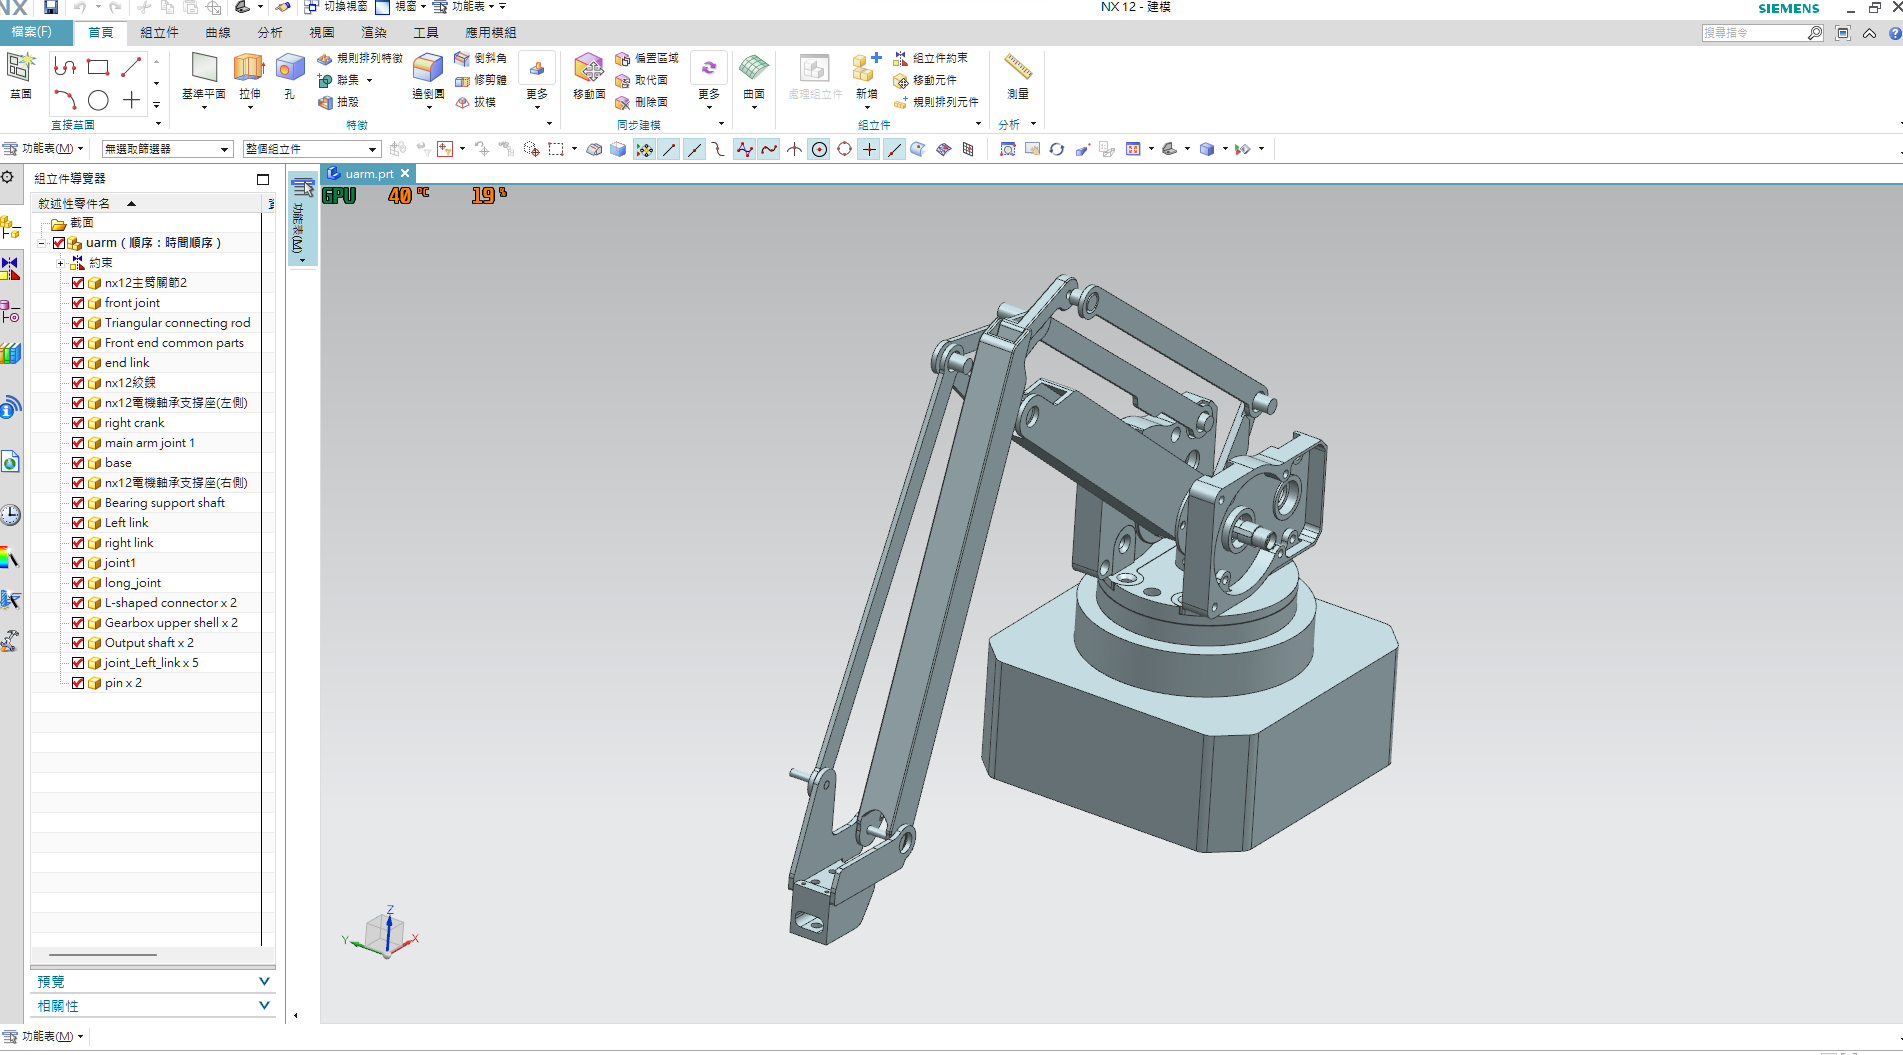 NX
切換視窗
視窗
功能表
NX 12 - 建模
SIEMENS
檔案(F)
首頁
組立件
曲線
分析
視圖
渲染
工具
應用模組
搜尋指令
草圖
直接草圖
基準平面
拉伸
孔
規則排列特徵
聯集
抽殼
邊倒圓
倒斜角
修剪體
拔模
更多
特徵
移動面
偏置區域
取代面
刪除面
更多
同步建模
曲面
處理組立件
新增
組立件約束
移動元件
規則排列元件
組立件
測量
分析
功能表(M)
無選取篩選器
整個組立件
組立件導覽器
敘述性零件名
截面
uarm ( 順序 : 時間順序 )
約束
nx12主臂關節2
front joint
Triangular connecting rod
Front end common parts
end link
nx12絞鍊
nx12電機軸承支撐座(左側)
right crank
main arm joint 1
base
nx12電機軸承支撐座(右側)
Bearing support shaft
Left link
right link
joint1
long_joint
L-shaped connector x 2
Gearbox upper shell x 2
Output shaft x 2
joint_Left_link x 5
pin x 2
預覽
相關性
功能表(M)
功能表(M)
uarm.prt
GPU 40 °C 19 %
Z
Y
X